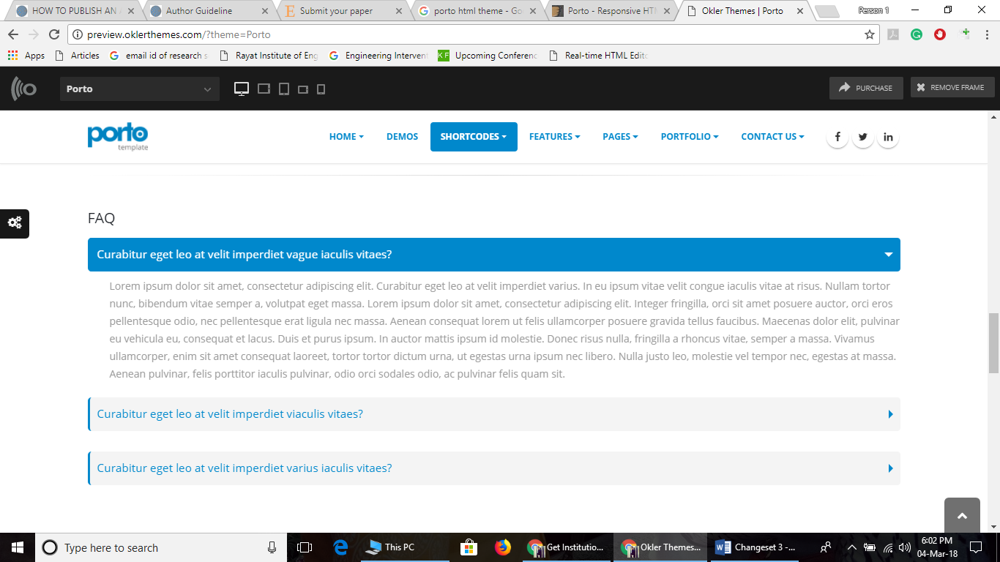 HOW TO PUBLISH AN A
Author Guideline
Submit your paper
porto html theme - Goo
Porto - Responsive HTM
Okler Themes | Porto
Person 1
preview.oklerthemes.com/?theme=Porto
Apps
Articles
email id of research s
Rayat Institute of Eng
Engineering Intervent
KF Upcoming Conferenc
Real-time HTML Edito
Porto
PURCHASE
REMOVE FRAME
porto
template
HOME
DEMOS
SHORTCODES
FEATURES
PAGES
PORTFOLIO
CONTACT US
FAQ
Curabitur eget leo at velit imperdiet vague iaculis vitaes?
Lorem ipsum dolor sit amet, consectetur adipiscing elit. Curabitur eget leo at velit imperdiet varius. In eu ipsum vitae velit congue iaculis vitae at risus. Nullam tortor
nunc, bibendum vitae semper a, volutpat eget massa. Lorem ipsum dolor sit amet, consectetur adipiscing elit. Integer fringilla, orci sit amet posuere auctor, orci eros
pellentesque odio, nec pellentesque erat ligula nec massa. Aenean consequat lorem ut felis ullamcorper posuere gravida tellus faucibus. Maecenas dolor elit, pulvinar
eu vehicula eu, consequat et lacus. Duis et purus ipsum. In auctor mattis ipsum id molestie. Donec risus nulla, fringilla a rhoncus vitae, semper a massa. Vivamus
ullamcorper, enim sit amet consequat laoreet, tortor tortor dictum urna, ut egestas urna ipsum nec libero. Nulla justo leo, molestie vel tempor nec, egestas at massa.
Aenean pulvinar, felis porttitor iaculis pulvinar, odio orci sodales odio, ac pulvinar felis quam sit.
Curabitur eget leo at velit imperdiet viaculis vitaes?
Curabitur eget leo at velit imperdiet varius iaculis vitaes?
Type here to search
This PC
Get Institutio...
Okler Themes...
Changeset 3 -...
6:02 PM
04-Mar-18